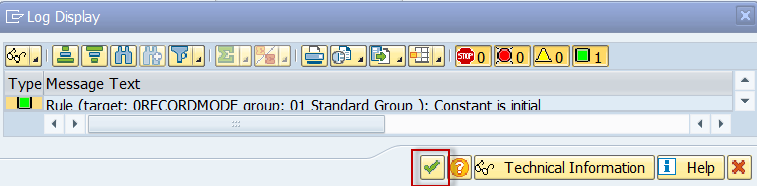 Log Display
STOP 0 0 0 1
Type Message Text
Rule (target: 0RECORDMODE group: 01 Standard Group ): Constant is initial
Technical Information i Help